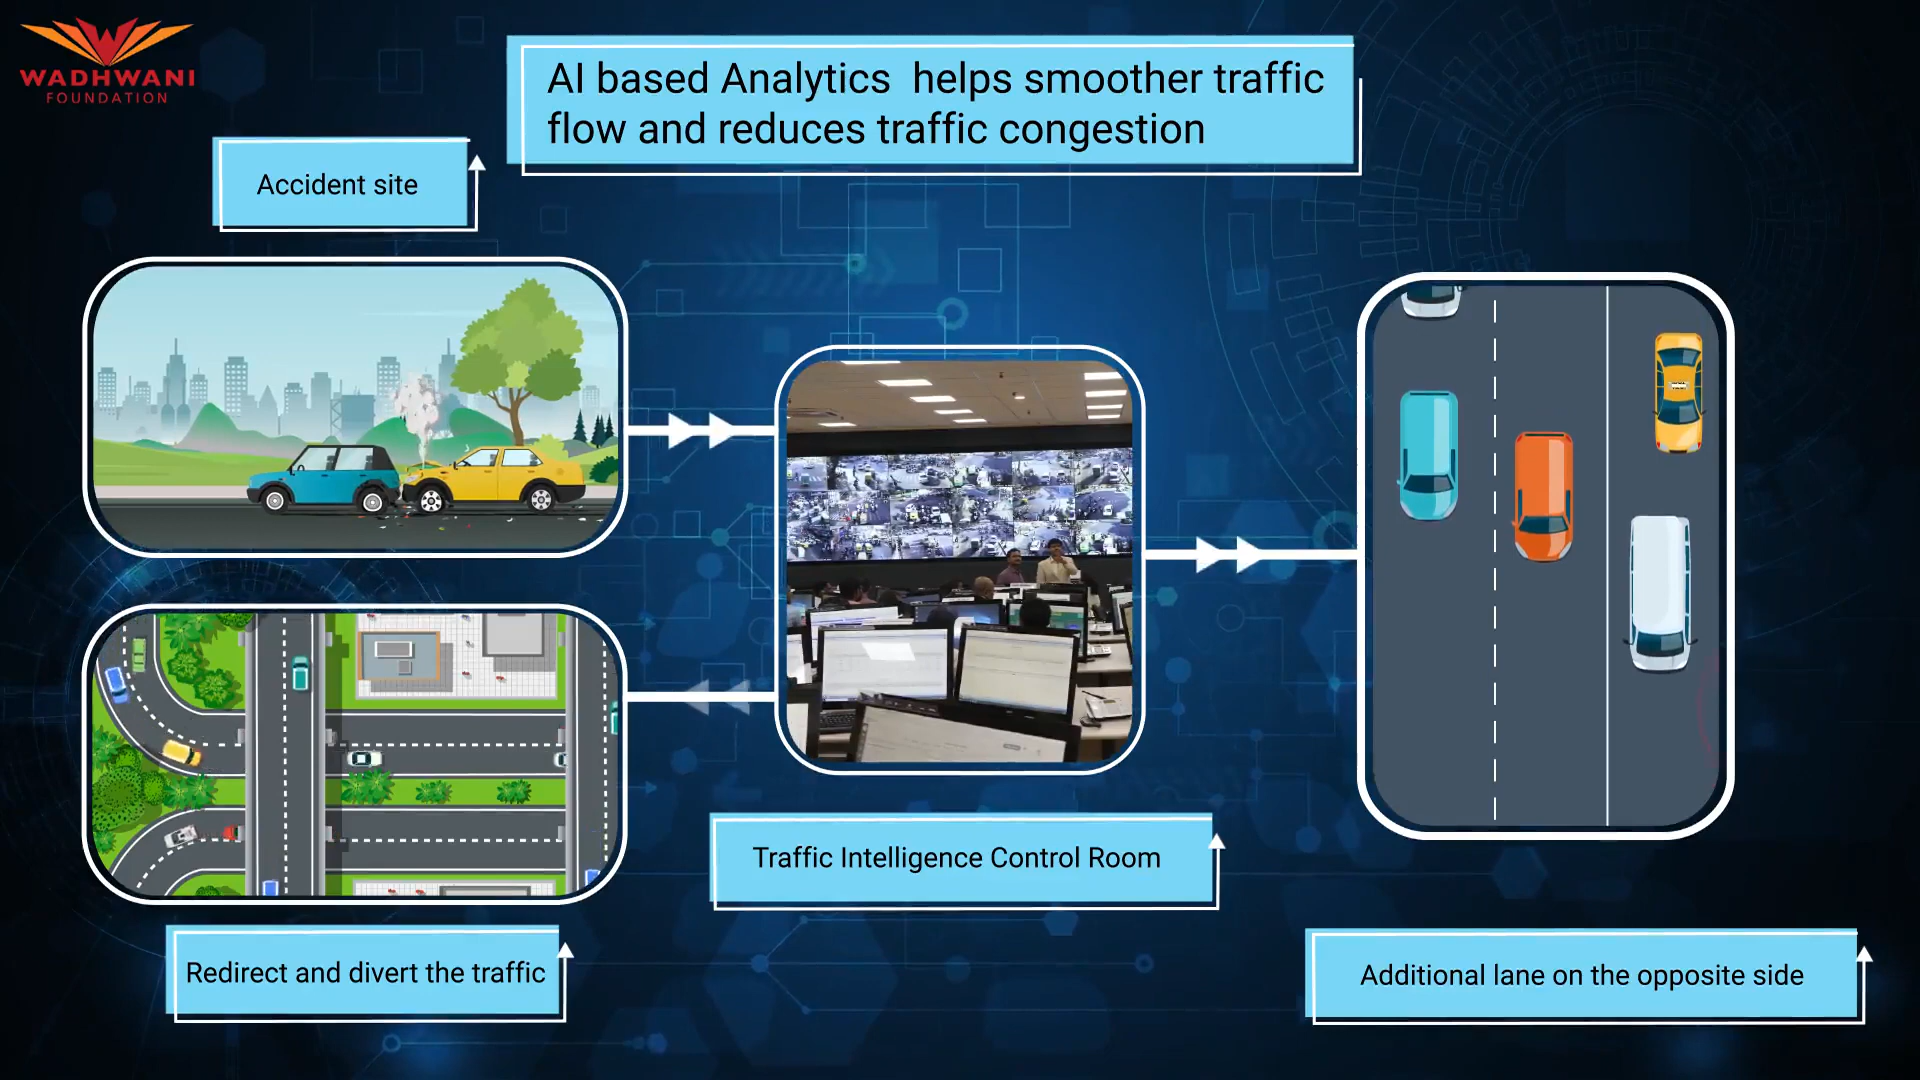 WADHWANI
FOUNDATION
AI based Analytics  helps smoother traffic
flow and reduces traffic congestion
Accident site
Traffic Intelligence Control Room
Redirect and divert the traffic
Additional lane on the opposite side